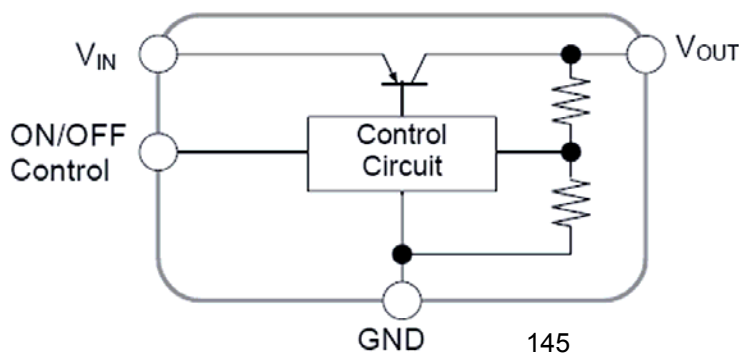 VIN
VOUT
ON/OFF
Control
Control
Circuit
GND
145